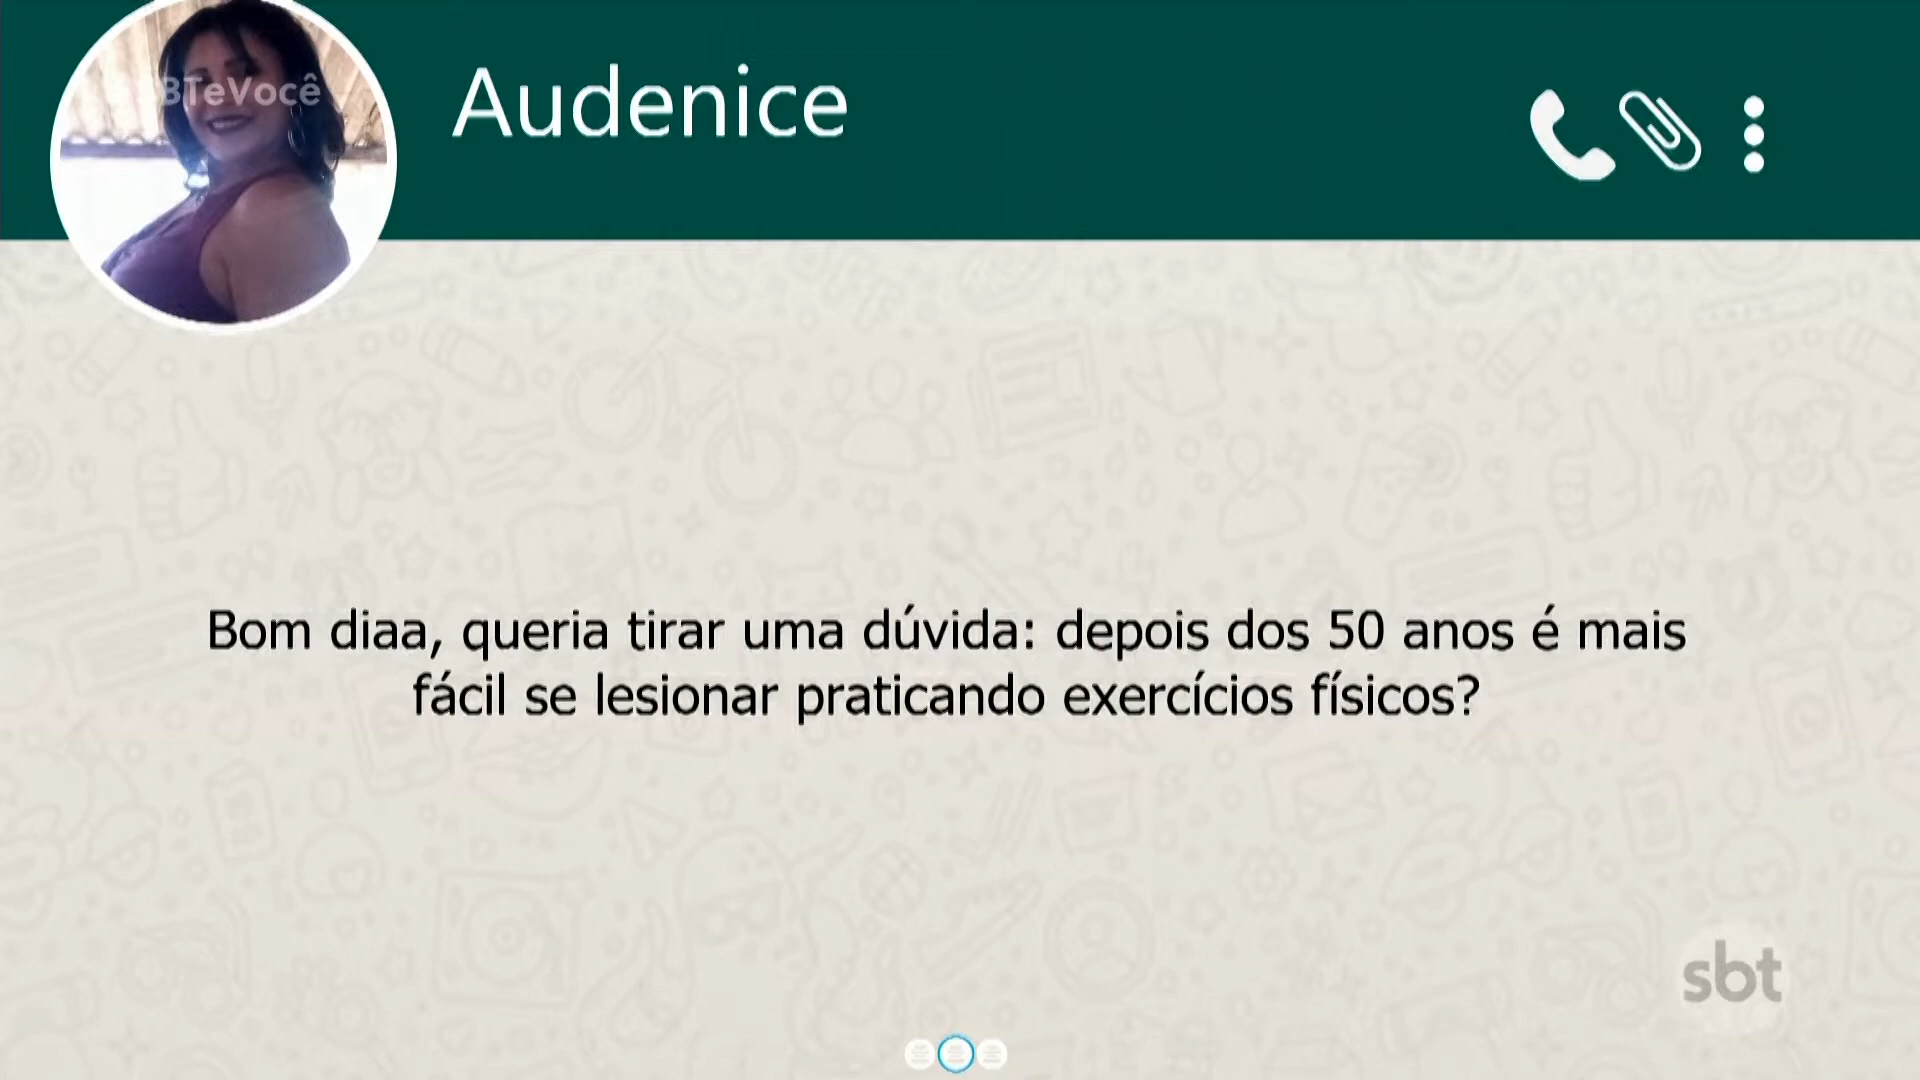 BTeVocê
Audenice
Bom diaa, queria tirar uma dúvida: depois dos 50 anos é mais
fácil se lesionar praticando exercícios físicos?
sbt